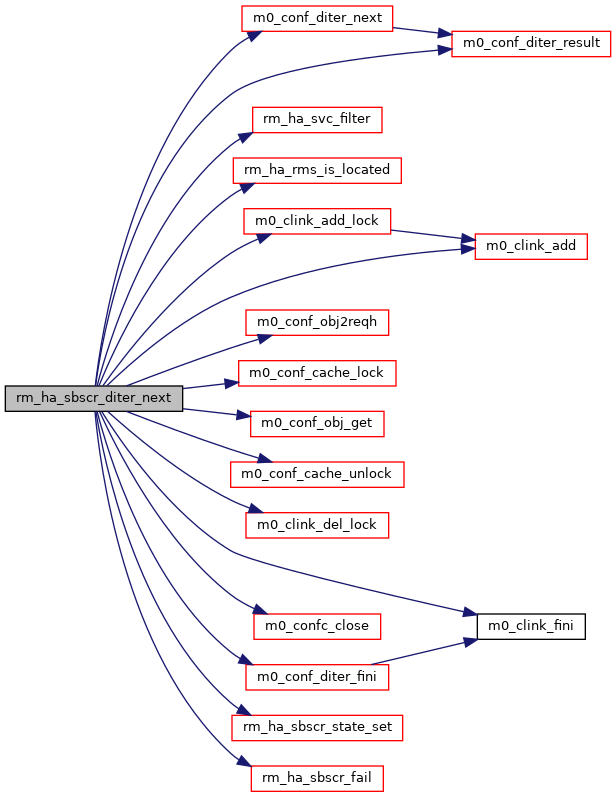 m0_conf_diter_next
m0_conf_diter_result
rm_ha_svc_filter
rm_ha_rms_is_located
m0_clink_add_lock
m0_clink_add
m0_conf_obj2reqh
m0_conf_cache_lock
rm_ha_sbscr_diter_next
m0_conf_obj_get
m0_conf_cache_unlock
m0_clink_del_lock
m0_confc_close
m0_clink_fini
m0_conf_diter_fini
rm_ha_sbscr_state_set
rm_ha_sbscr_fail